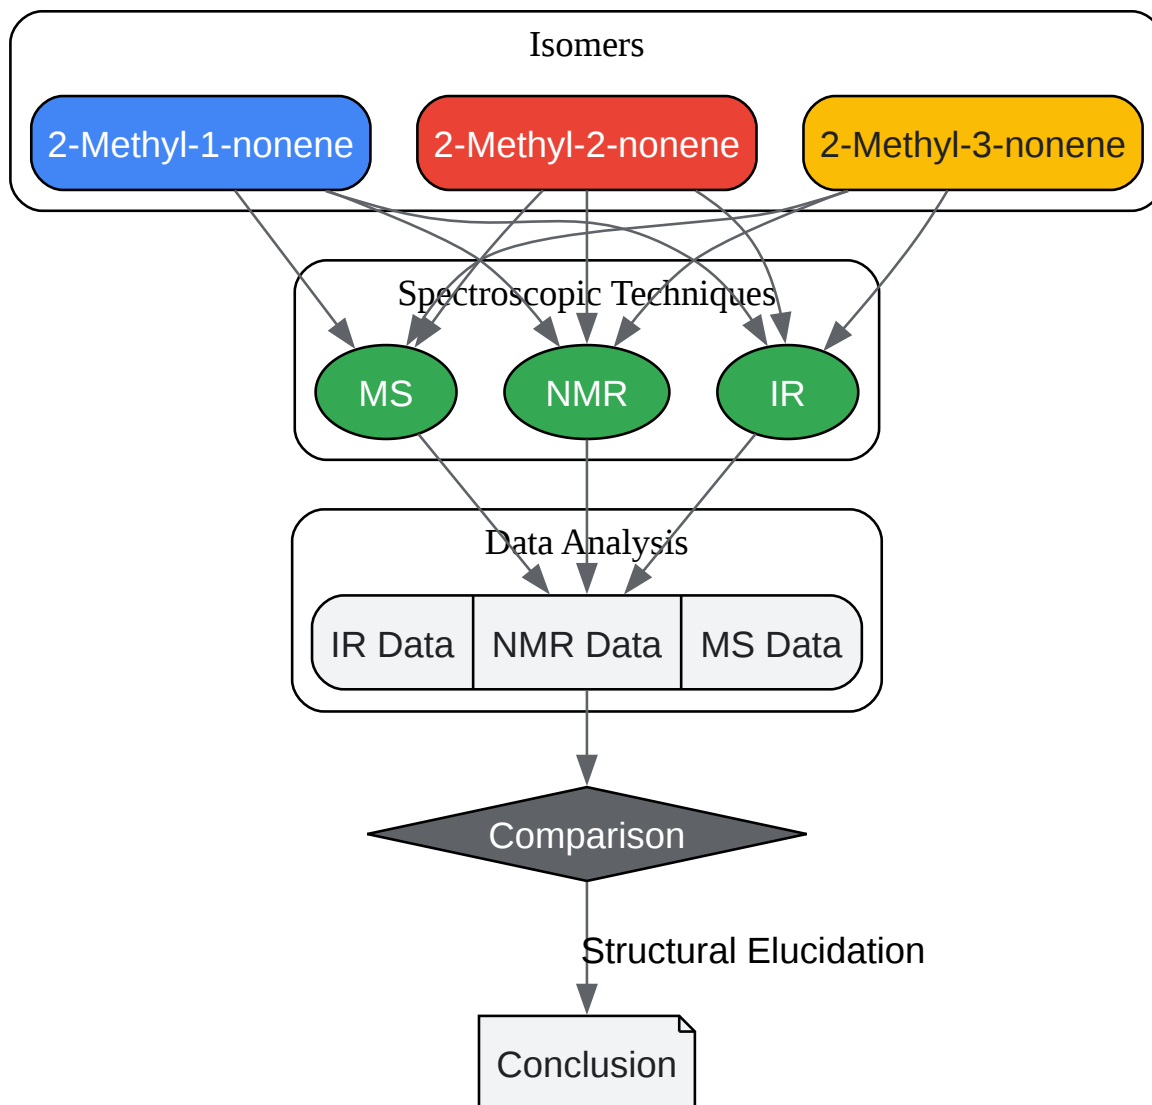 Isomers
2-Methyl-1-nonene
2-Methyl-2-nonene
2-Methyl-3-nonene
Spectroscopic Techniques
MS
NMR
IR
Data Analysis
IR Data
NMR Data
MS Data
Comparison
Structural Elucidation
Conclusion